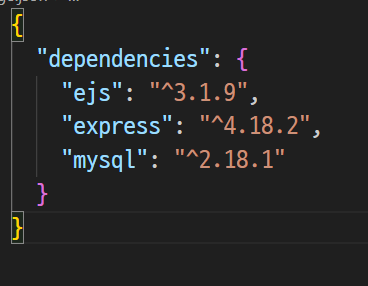 {
"dependencies": {
"ejs": "^3.1.9",
"express": "^4.18.2",
"mysql": "^2.18.1"
}
}